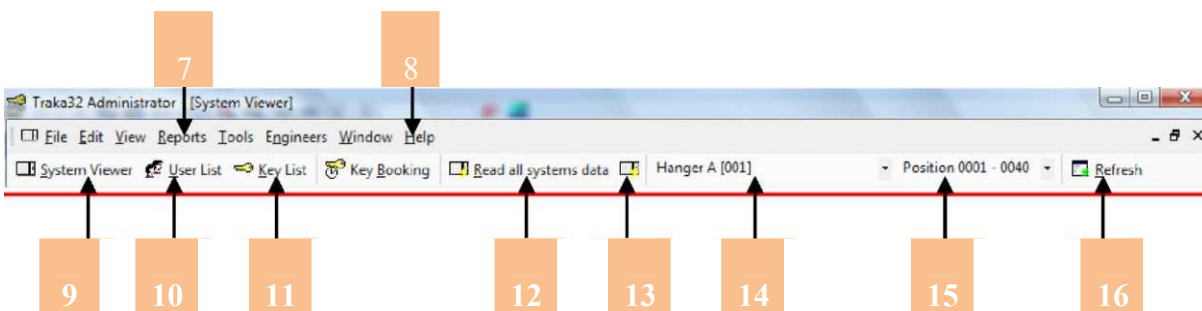 7 8
Traka32 Administrator - [System Viewer]
File Edit View Reports Tools Engineers Window Help
System Viewer User List Key List Key Booking Read all systems data Hanger A [001] Position 0001 - 0040 Refresh
9 10 11 12 13 14 15 16